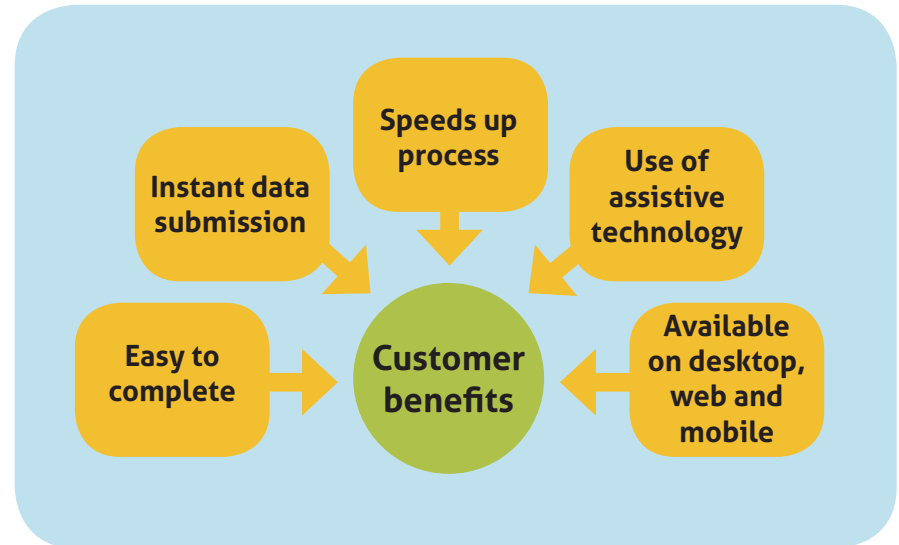 Speeds up
process
Instant data
submission
Use of
assistive
technology
Easy to
complete
Customer
benefits
Available
on desktop,
web and
mobile